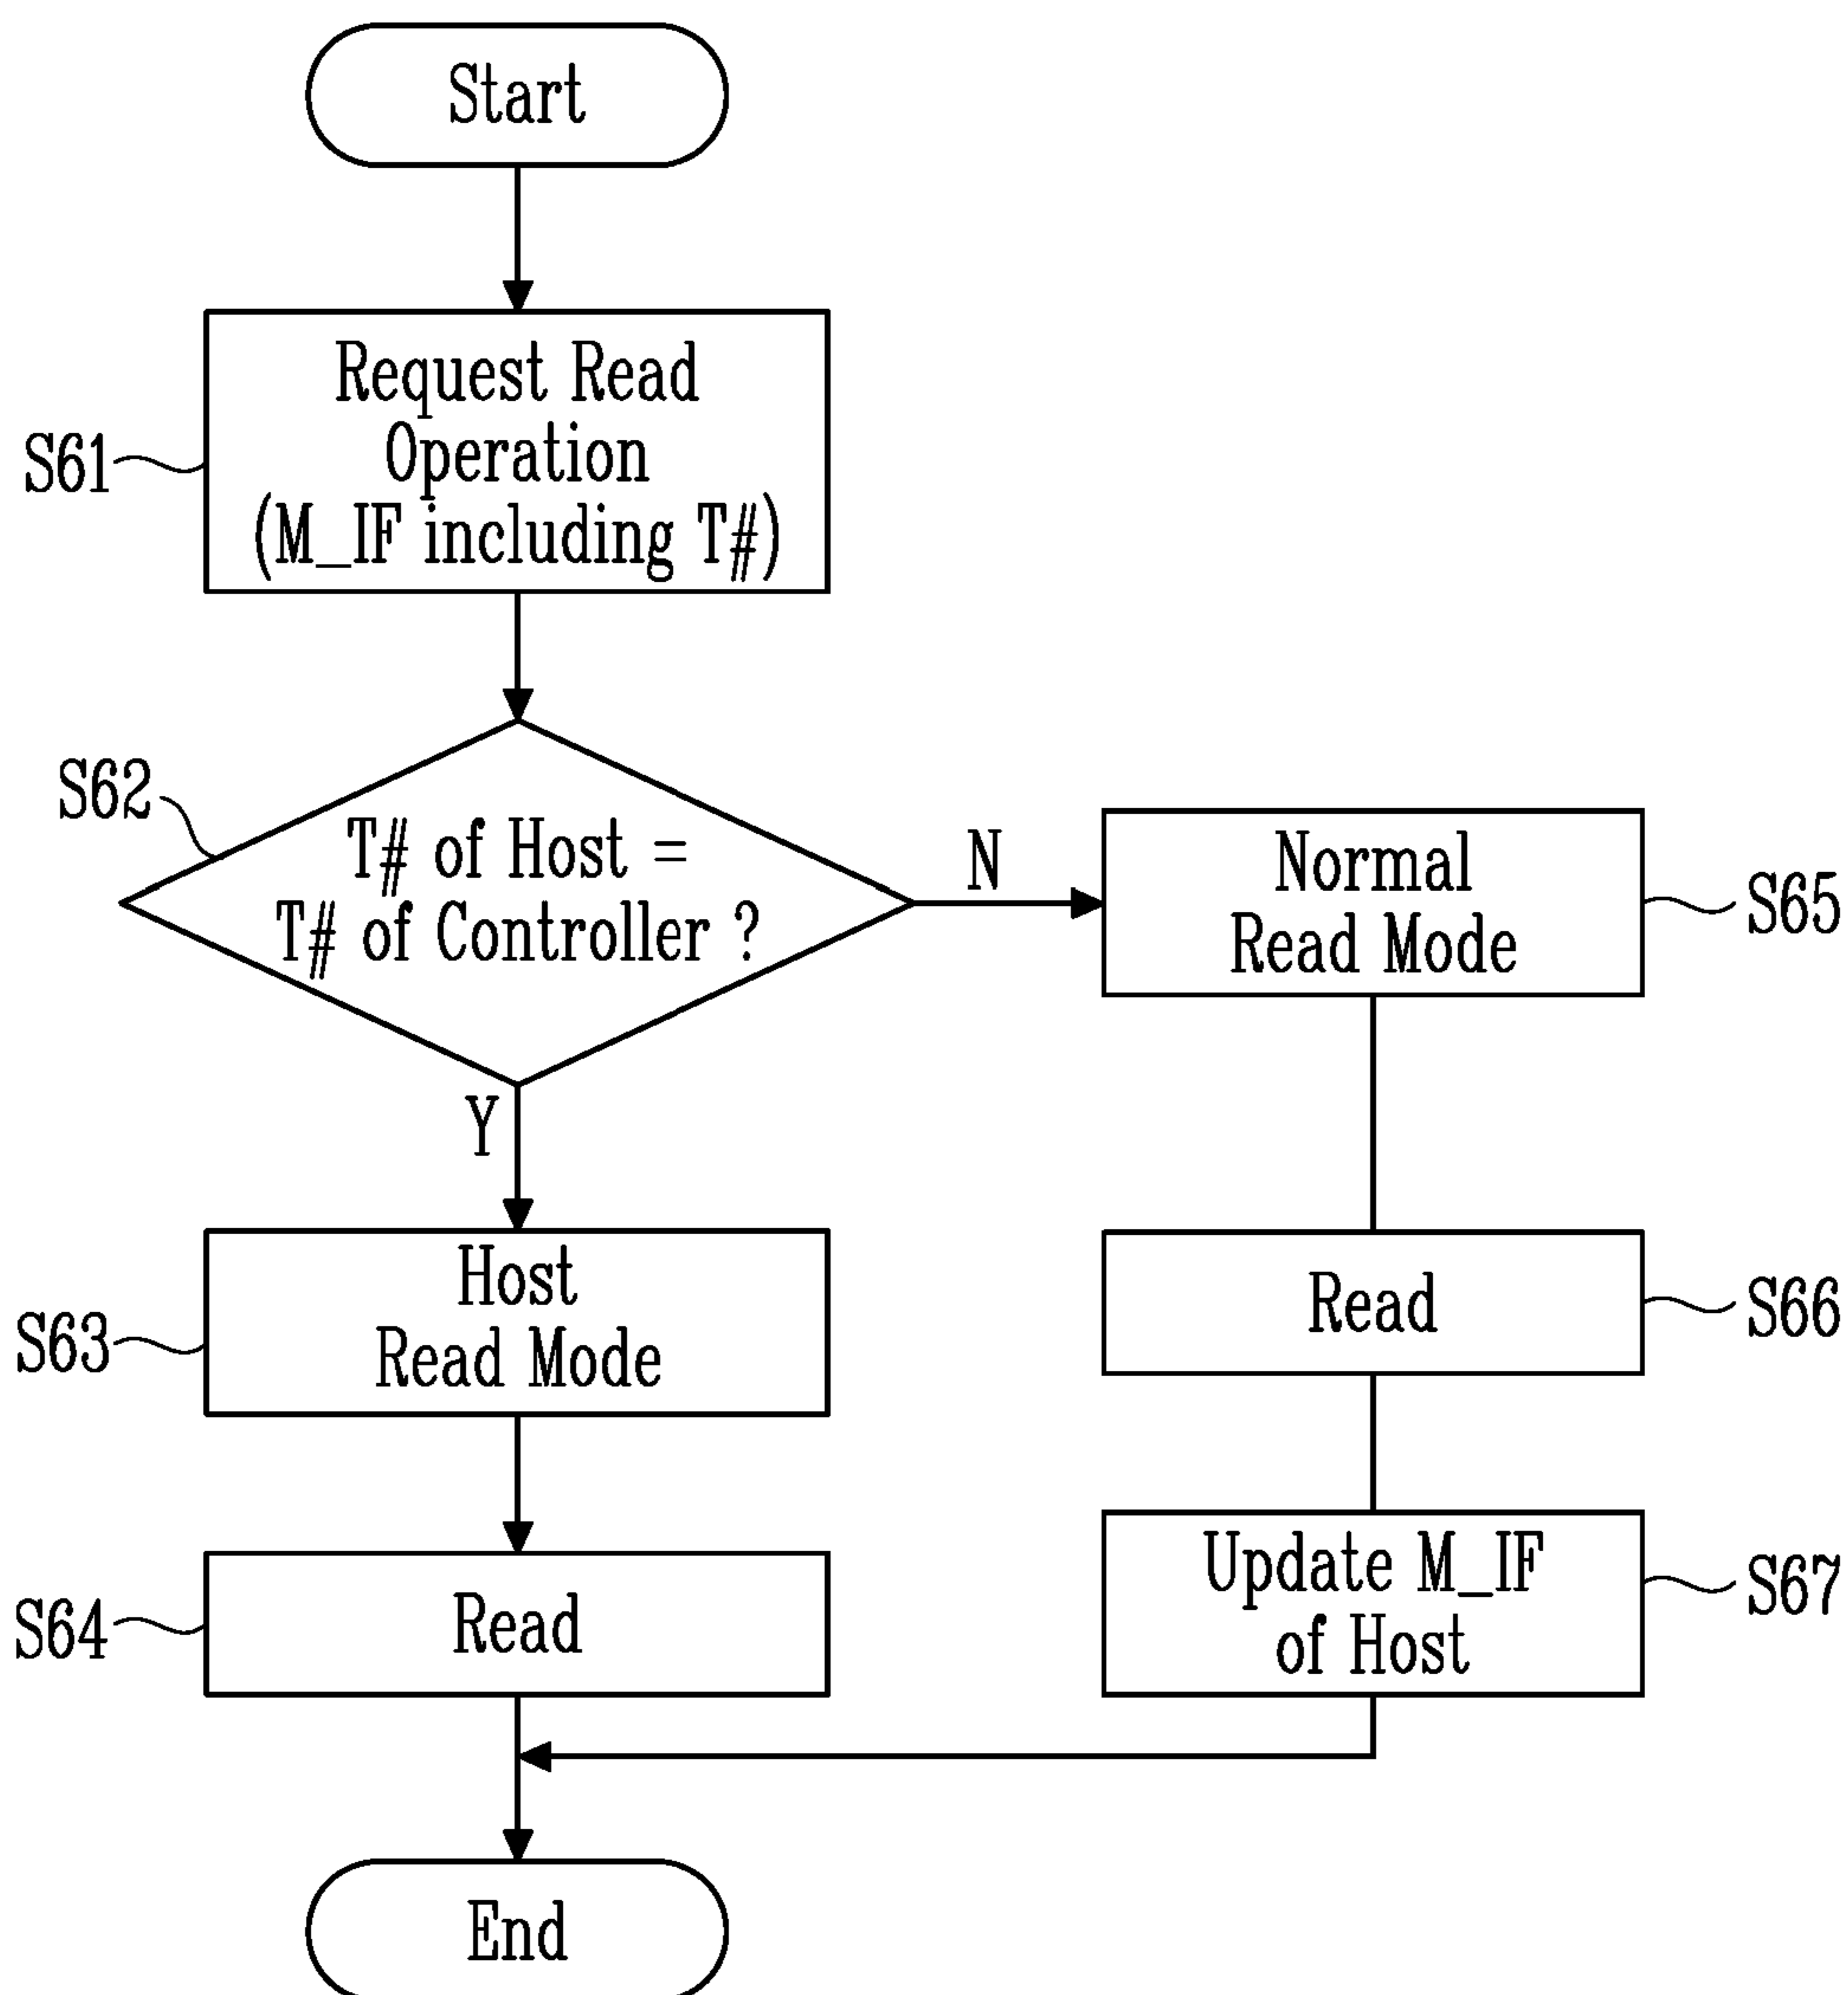 Start
S61
Request Read
Operation
(M_IF including T#)
S62
T# of Host =
T# of Controller ?
N
Normal
Read Mode
S65
Y
S63
Host
Read Mode
Read
S66
S64
Read
Update M_IF
of Host
S67
End